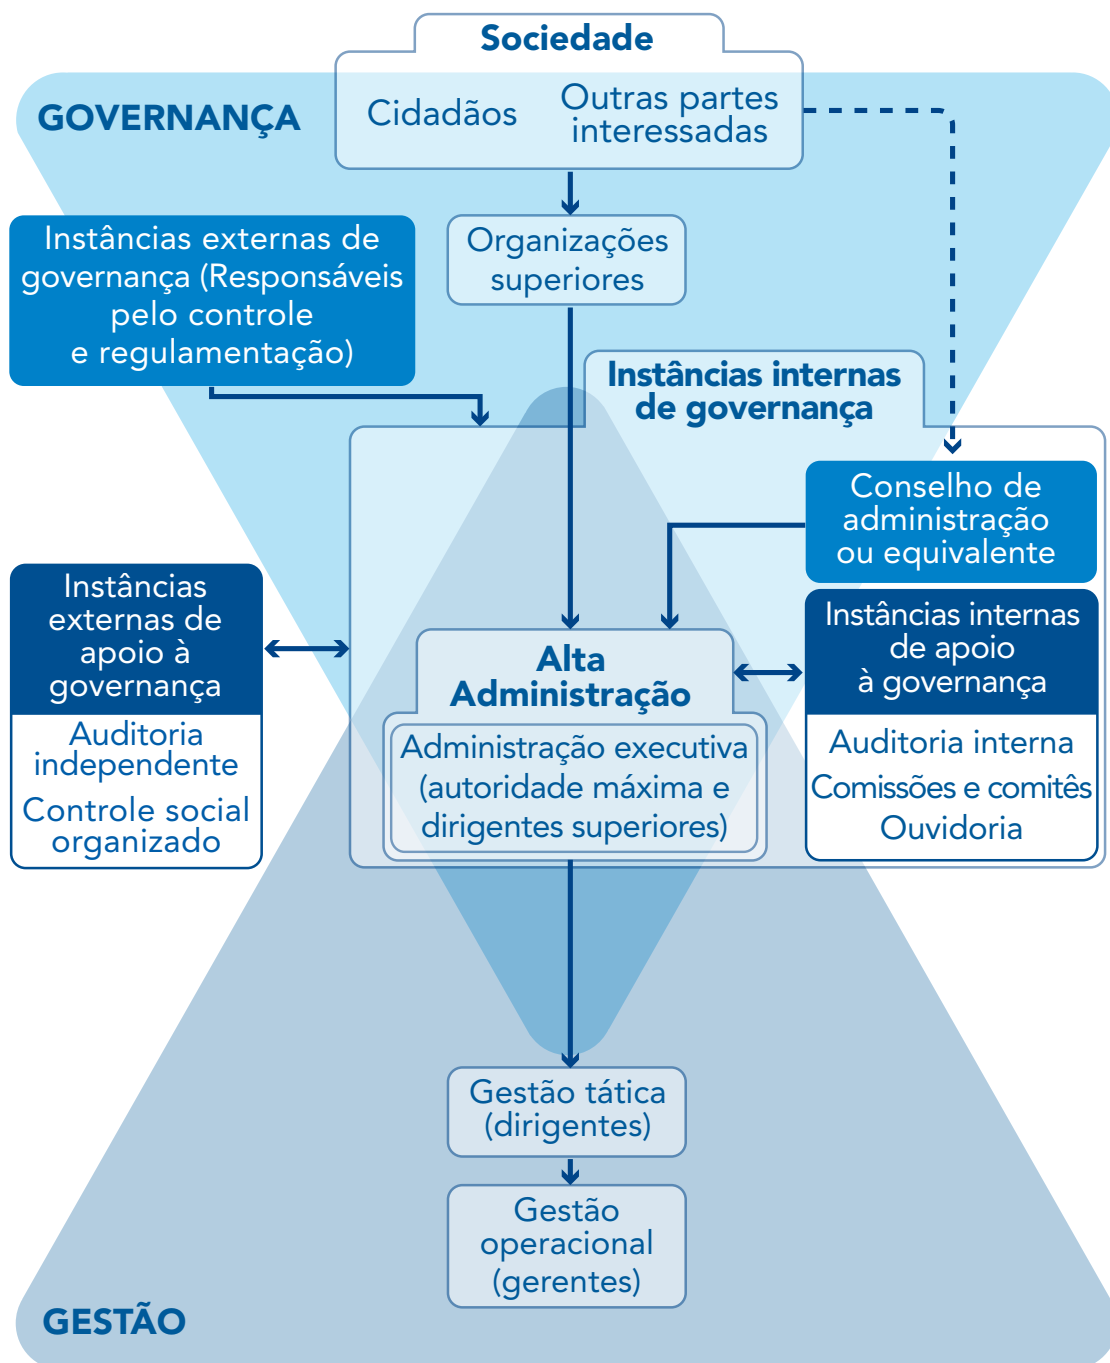 Sociedade
GOVERNANÇA
Cidadãos
Outras partes
interessadas
Instâncias externas de
governança (Responsáveis
pelo controle
e regulamentação)
Organizações
superiores
Instâncias internas
de governança
Conselho de
administração
ou equivalente
Instâncias
externas de
apoio à
governança
Auditoria
independente
Controle social
organizado
Alta
Administração
Administração executiva
(autoridade máxima e
dirigentes superiores)
Instâncias internas
de apoio
à governança
Auditoria interna
Comissões e comitês
Ouvidoria
Gestão tática
(dirigentes)
Gestão
operacional
(gerentes)
GESTÃO